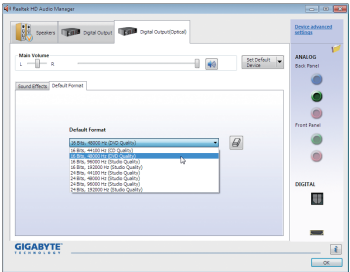 Realtek HD Audio Manager
Speakers
Digital Output
Digital Output(Optical)
Device advanced
settings
Main Volume
L
R
Set Default
Device
ANALOG
Back Panel
Sound Effects
Default Format
Default Format
16 Bits, 48000 Hz (DVD Quality)
16 Bits, 44100 Hz (CD Quality)
16 Bits, 48000 Hz (DVD Quality)
16 Bits, 96000 Hz (Studio Quality)
16 Bits, 192000 Hz (Studio Quality)
24 Bits, 44100 Hz (Studio Quality)
24 Bits, 48000 Hz (Studio Quality)
24 Bits, 96000 Hz (Studio Quality)
24 Bits, 192000 Hz (Studio Quality)
Front Panel
DIGITAL
GIGABYTE
TECHNOLOGY
OK